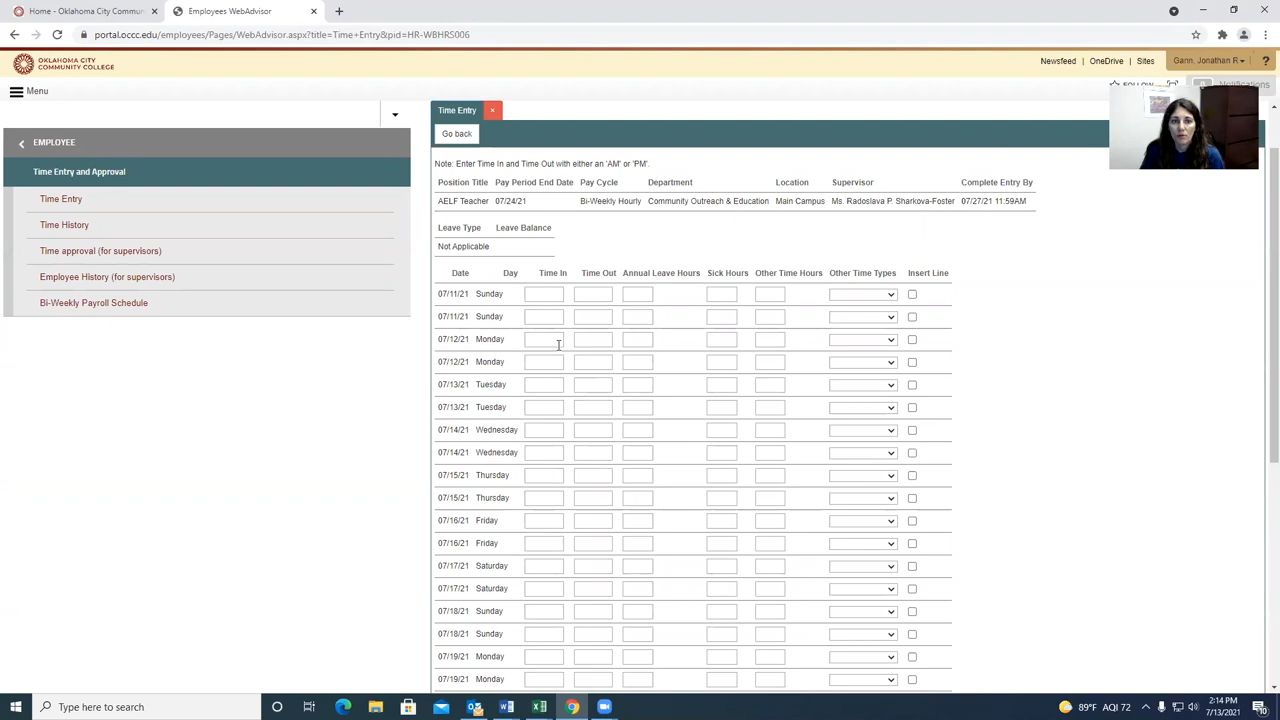 Home - Oklahoma City Commun
Employees WebAdvisor
portal.occc.edu/employees/Pages/WebAdvisor.aspx?title=Time+Entry&pid=HR-WBHRS006
OKLAHOMA CITY
COMMUNITY COLLEGE
Newsfeed OneDrive Sites Gann, Jonathan R ?
Menu
FOLLOW
Notifications
EMPLOYEE
Time Entry and Approval
Time Entry
Time History
Time approval (for supervisors)
Employee History (for supervisors)
Bi-Weekly Payroll Schedule
Time Entry ×
Go back
Note: Enter Time In and Time Out with either an 'AM' or 'PM'.
Position Title Pay Period End Date Pay Cycle Department Location Supervisor Complete Entry By
AELF Teacher 07/24/21 Bi-Weekly Hourly Community Outreach & Education Main Campus Ms. Radoslava P. Sharkova-Foster 07/27/21 11:59AM
Leave Type Leave Balance
Not Applicable
Date Day Time In Time Out Annual Leave Hours Sick Hours Other Time Hours Other Time Types Insert Line
07/11/21 Sunday
07/11/21 Sunday
07/12/21 Monday
07/12/21 Monday
07/13/21 Tuesday
07/13/21 Tuesday
07/14/21 Wednesday
07/14/21 Wednesday
07/15/21 Thursday
07/15/21 Thursday
07/16/21 Friday
07/16/21 Friday
07/17/21 Saturday
07/17/21 Saturday
07/18/21 Sunday
07/18/21 Sunday
07/19/21 Monday
07/19/21 Monday
Type here to search
89°F AQI 72
2:14 PM
7/13/2021